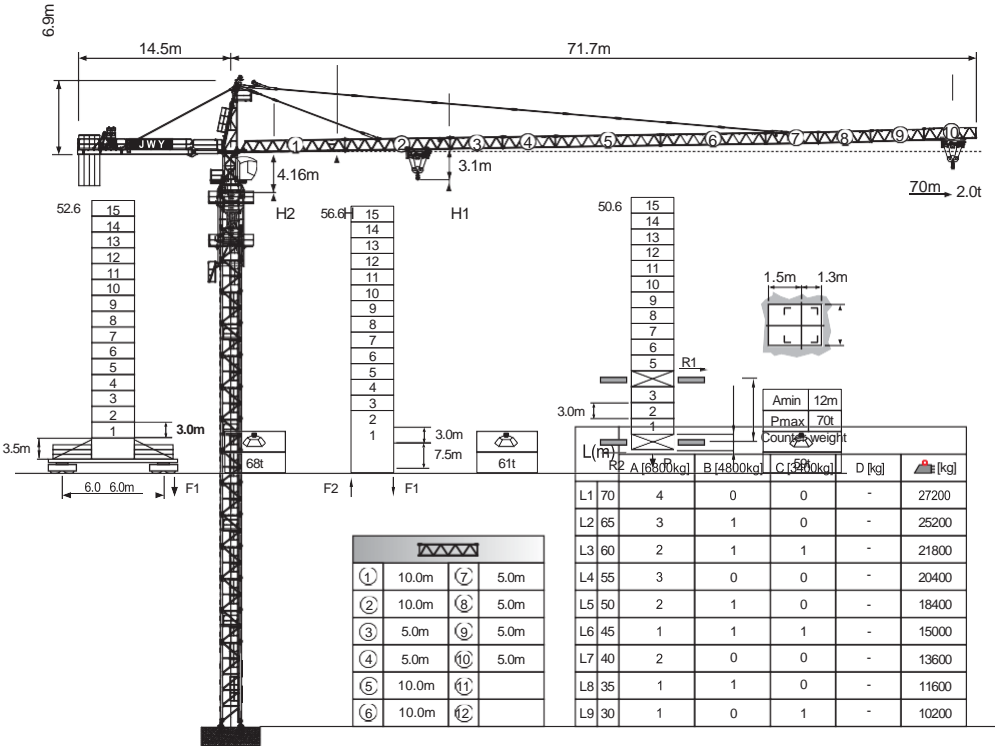 6.9m
14.5m 71.7m
JWY
1 2 3 4 5 6 7 8 9 10
4.16m 3.1m
70m 2.0t
H2 H H1
52.6
15
14
13
12
11
10
9
8
7
6
5
4
3
2
1
3.0m
3.5m
6.0 6.0m
F1
68t
56.6
15
14
13
12
11
10
9
8
7
6
5
4
3
2
1
3.0m
7.5m
F2 F1
61t
50.6
15
14
13
12
11
10
9
8
7
6
5
R1
3
2
1
3.0m
R2
1.5m 1.3m
Amin 12m
Pmax 70t
59t
Counter weight
L(m) A [6800kg] B [4800kg] C [3400kg] D [kg] [kg]
L1 70 4 0 0 - 27200
L2 65 3 1 0 - 25200
L3 60 2 1 1 - 21800
L4 55 3 0 0 - 20400
L5 50 2 1 0 - 18400
L6 45 1 1 1 - 15000
L7 40 2 0 0 - 13600
L8 35 1 1 0 - 11600
L9 30 1 0 1 - 10200
1 10.0m 7 5.0m
2 10.0m 8 5.0m
3 5.0m 9 5.0m
4 5.0m 10 5.0m
5 10.0m 11
6 10.0m 12